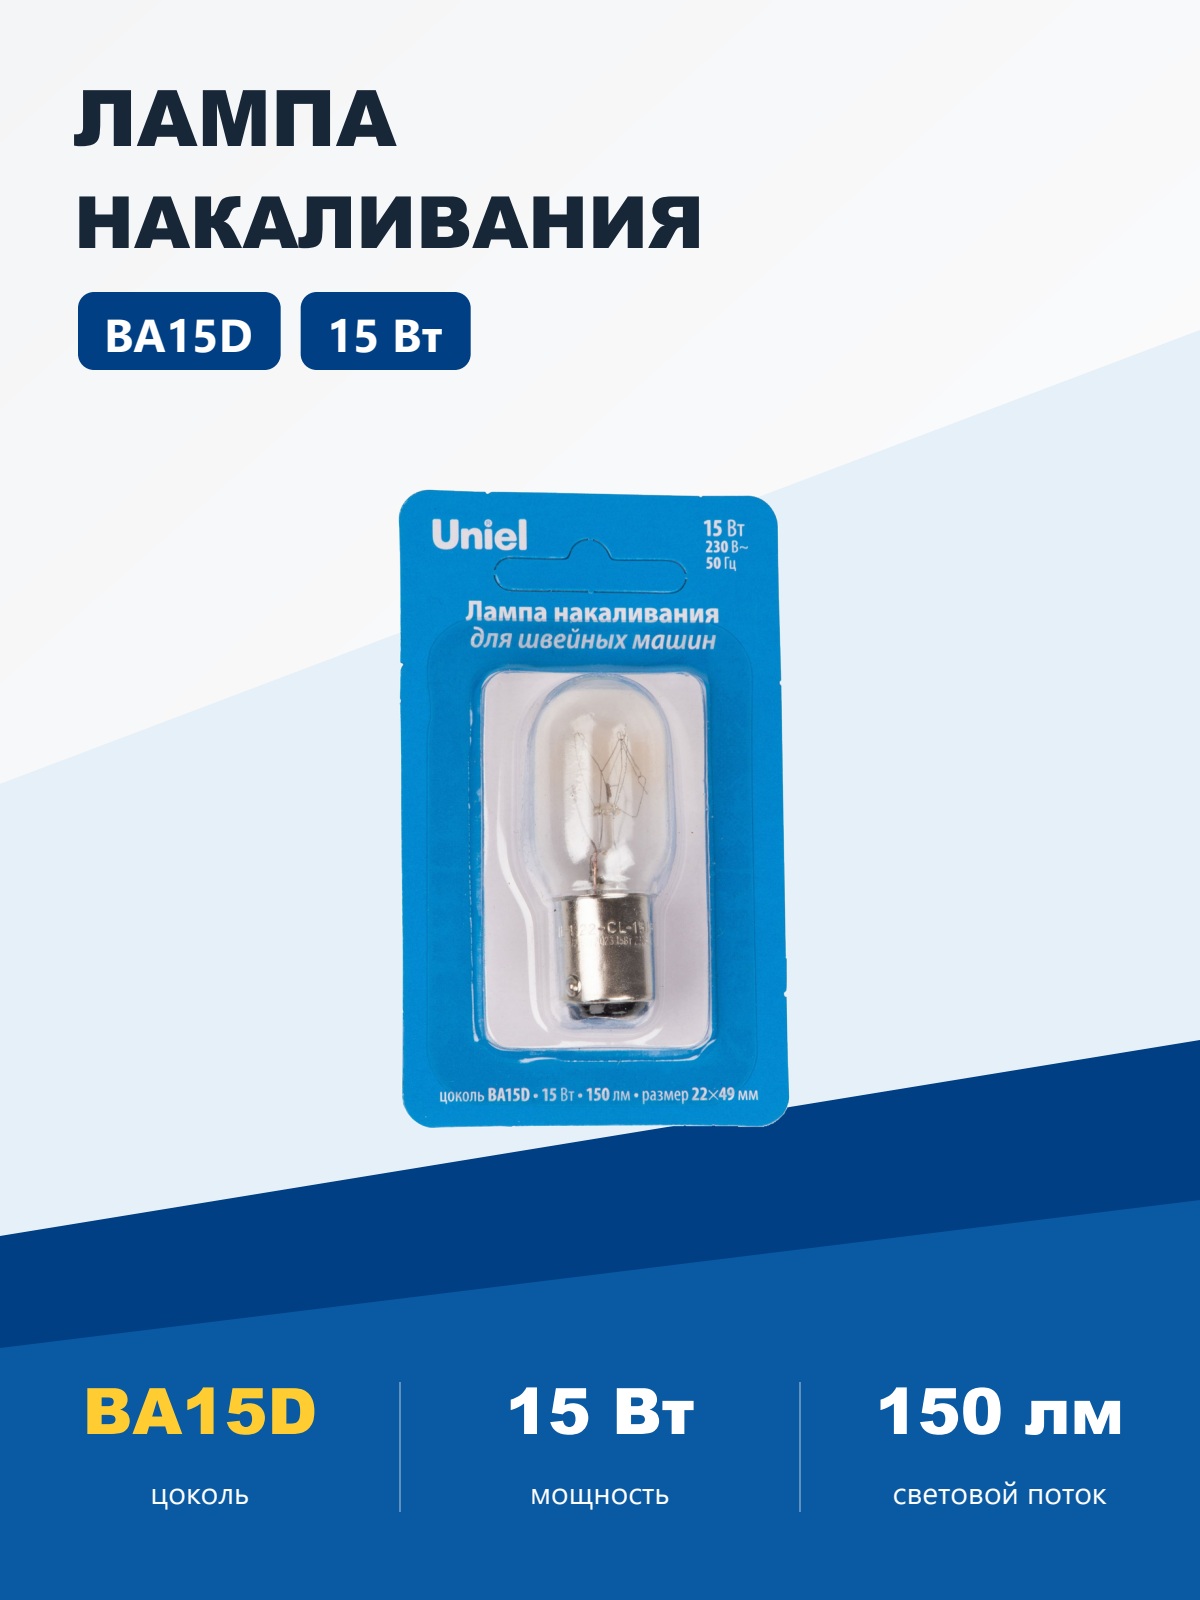 ЛАМПА
НАКАЛИВАНИЯ
BA15D 15 Вт
Uniel
15 Вт
230 В~
50 Гц
Лампа накаливания
для швейных машин
цоколь BA15D • 15 Вт • 150 лм • размер 22×49 мм
BA15D 15 Вт 150 лм
цоколь мощность световой поток